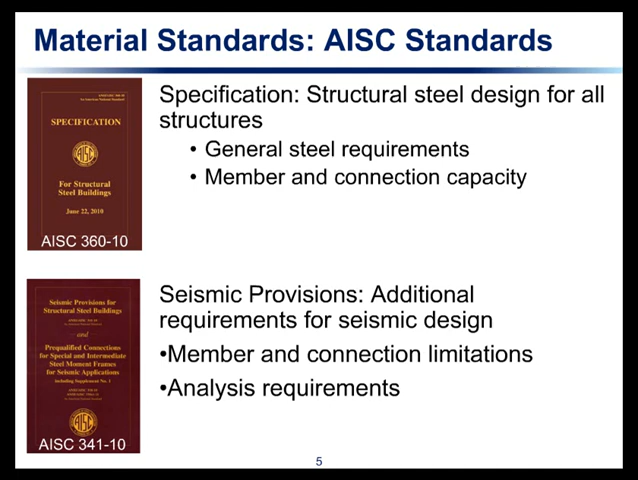 Material Standards: AISC Standards
SPECIFICATION
AISC
For Structural
Steel Buildings
June 22, 2010
AISC 360-10
Specification: Structural steel design for all
structures
• General steel requirements
• Member and connection capacity
Seismic Provisions for
Structural Steel Buildings
and
Prequalified Connections
for Special and Intermediate
Steel Moment Frames
for Seismic Applications
Including Supplement No. 1
AISC
AISC 341-10
Seismic Provisions: Additional
requirements for seismic design
•Member and connection limitations
•Analysis requirements
5